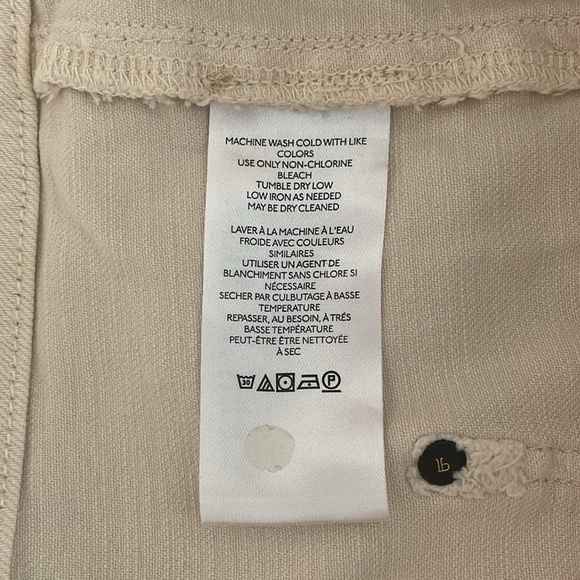 MACHINE WASH COLD WITH LIKE
COLORS
USE ONLY NON-CHLORINE
BLEACH
TUMBLE DRY LOW
LOW IRON AS NEEDED
MAY BE DRY CLEANED
LAVER À LA MACHINE À L'EAU
FROIDE AVEC COULEURS
SIMILAIRES
UTILISER UN AGENT DE
BLANCHIMENT SANS CHLORE SI
NÉCESSAIRE
SECHER PAR CULBUTAGE À BASSE
TEMPERATURE
REPASSER, AU BESOIN, À TRÉS
BASSE TEMPÉRATURE
PEUT-ÊTRE ÊTRE NETTOYÉE
À SEC
30 P